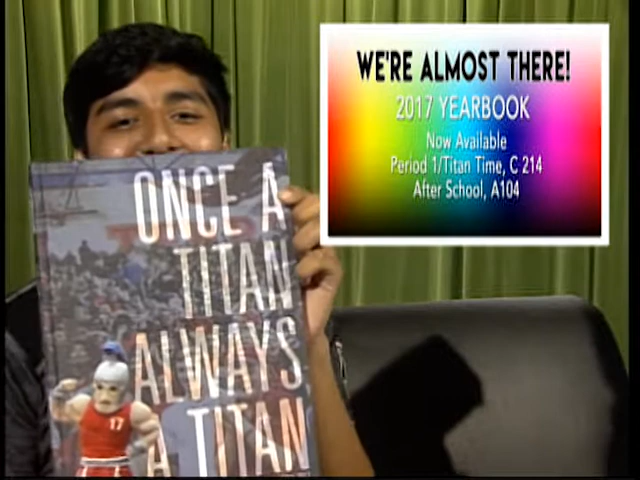 ONCE A
TITAN
ALWAYS
A TITAN
17
WE'RE ALMOST THERE!
2017 YEARBOOK
Now Available
Period 1/Titan Time, C 214
After School, A104